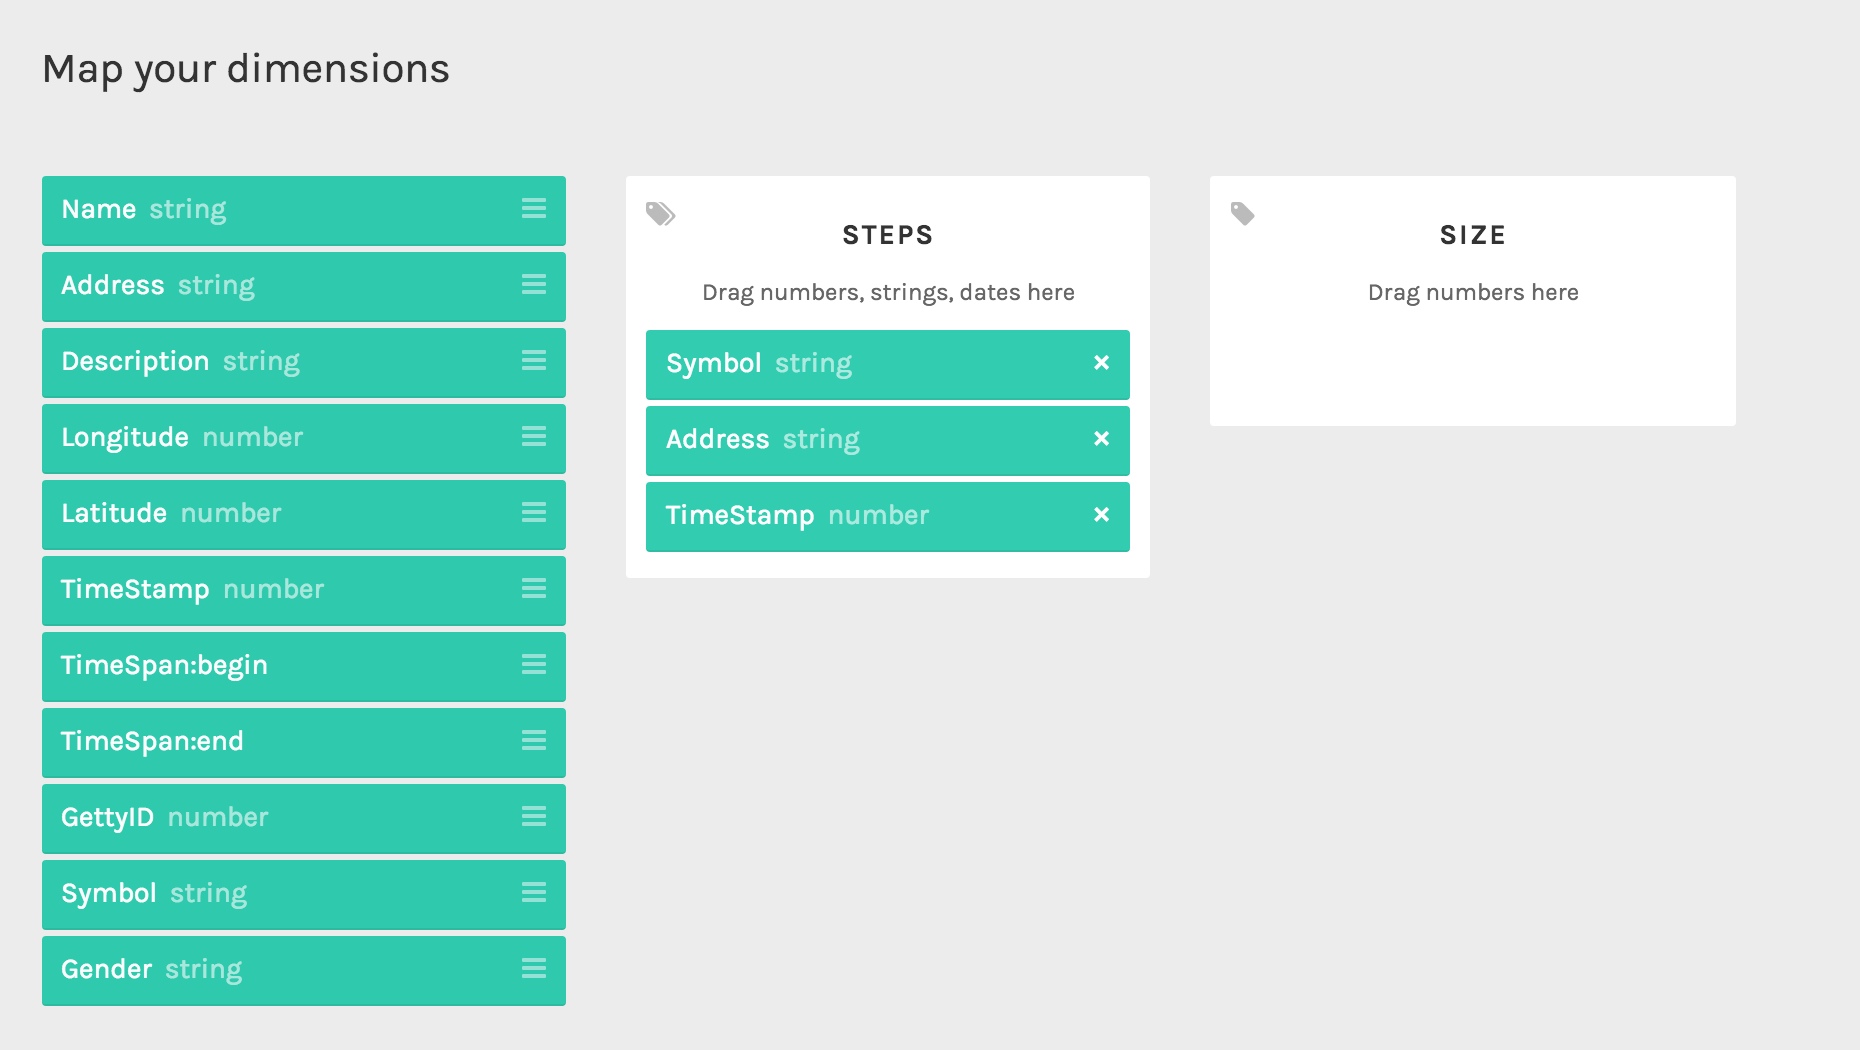 Map your dimensions
Name string
Address string
Description string
Longitude number
Latitude number
TimeStamp number
TimeSpan:begin
TimeSpan:end
GettyID number
Symbol string
Gender string
STEPS
Drag numbers, strings, dates here
Symbol string
Address string
TimeStamp number
SIZE
Drag numbers here